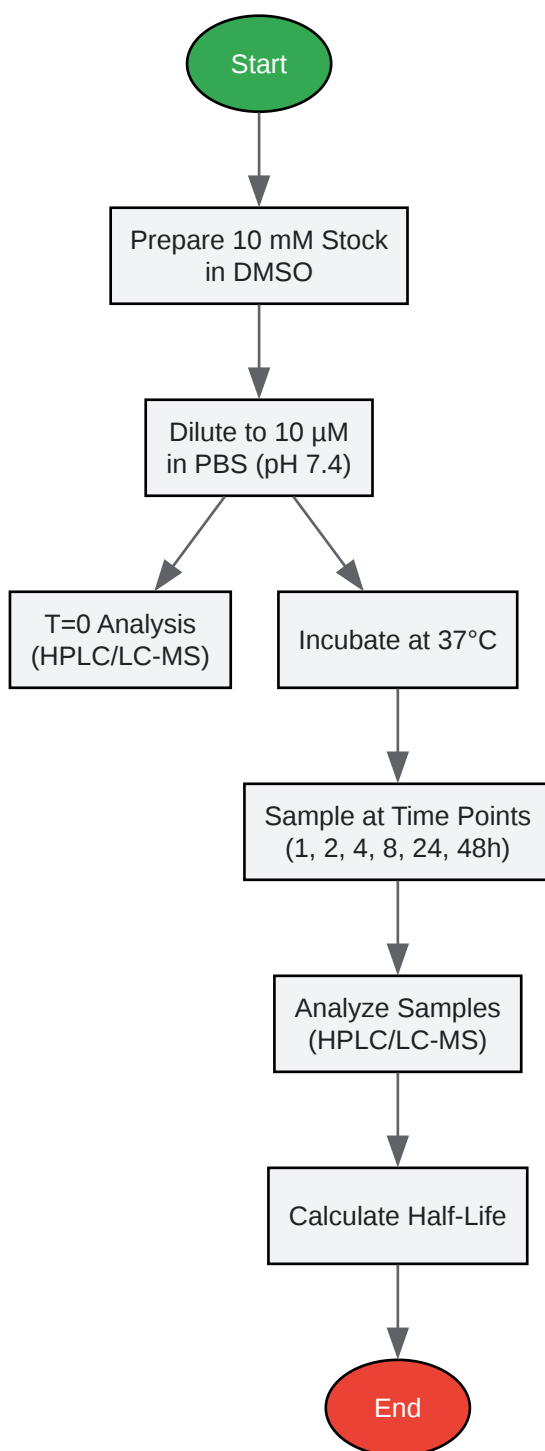 Start
Prepare 10 mM Stock
in DMSO
Dilute to 10 µM
in PBS (pH 7.4)
T=0 Analysis
(HPLC/LC-MS)
Incubate at 37°C
Sample at Time Points
(1, 2, 4, 8, 24, 48h)
Analyze Samples
(HPLC/LC-MS)
Calculate Half-Life
End